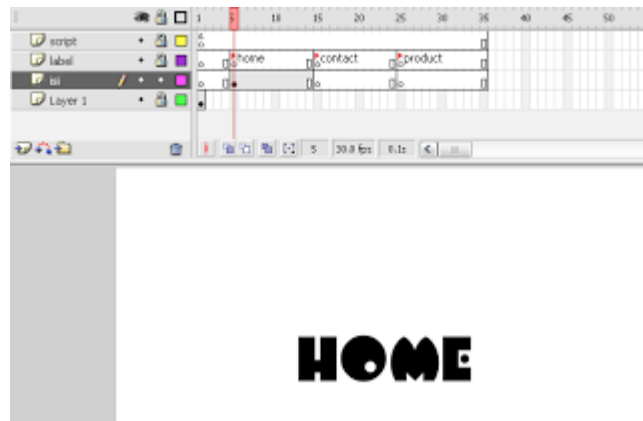 1 5 10 15 20 25 30 35 40 45 50
script
label home contact product
isi
Layer 1
5 30.0 fps 0.1s
HOME